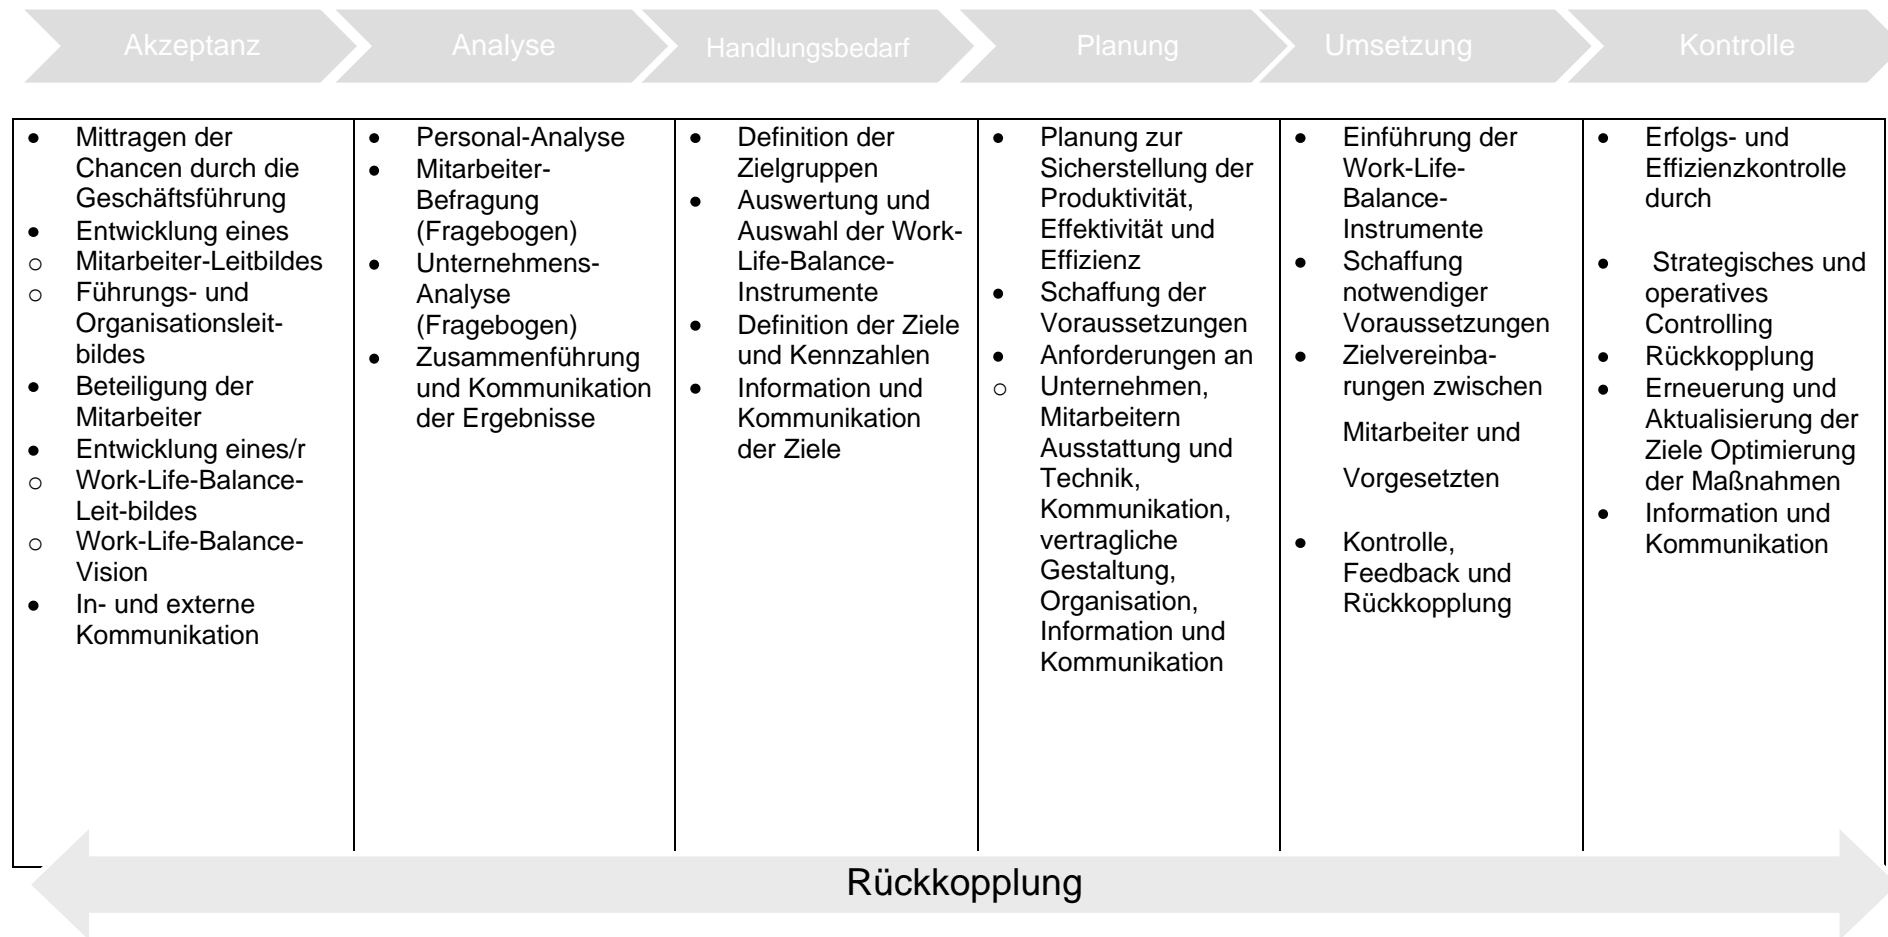 Akzeptanz
Analyse
Handlungsbedarf
Planung
Umsetzung
Kontrolle
• Mittragen der
Chancen durch die
Geschäftsführung
• Entwicklung eines
○ Mitarbeiter-Leitbildes
○ Führungs- und
Organisationsleit-
bildes
• Beteiligung der
Mitarbeiter
• Entwicklung eines/r
○ Work-Life-Balance-
Leit-bildes
○ Work-Life-Balance-
Vision
• In- und externe
Kommunikation
• Personal-Analyse
• Mitarbeiter-
Befragung
(Fragebogen)
• Unternehmens-
Analyse
(Fragebogen)
• Zusammenführung
und Kommunikation
der Ergebnisse
• Definition der
Zielgruppen
• Auswertung und
Auswahl der Work-
Life-Balance-
Instrumente
• Definition der Ziele
und Kennzahlen
• Information und
Kommunikation
der Ziele
• Planung zur
Sicherstellung der
Produktivität,
Effektivität und
Effizienz
• Schaffung der
Voraussetzungen
• Anforderungen an
○ Unternehmen,
Mitarbeitern
Ausstattung und
Technik,
Kommunikation,
vertragliche
Gestaltung,
Organisation,
Information und
Kommunikation
• Einführung der
Work-Life-
Balance-
Instrumente
• Schaffung
notwendiger
Voraussetzungen
• Zielvereinba-
rungen zwischen
Mitarbeiter und
Vorgesetzten
• Kontrolle,
Feedback und
Rückkopplung
• Erfolgs- und
Effizienzkontrolle
durch
• Strategisches und
operatives
Controlling
• Rückkopplung
• Erneuerung und
Aktualisierung der
Ziele Optimierung
der Maßnahmen
• Information und
Kommunikation
Rückkopplung